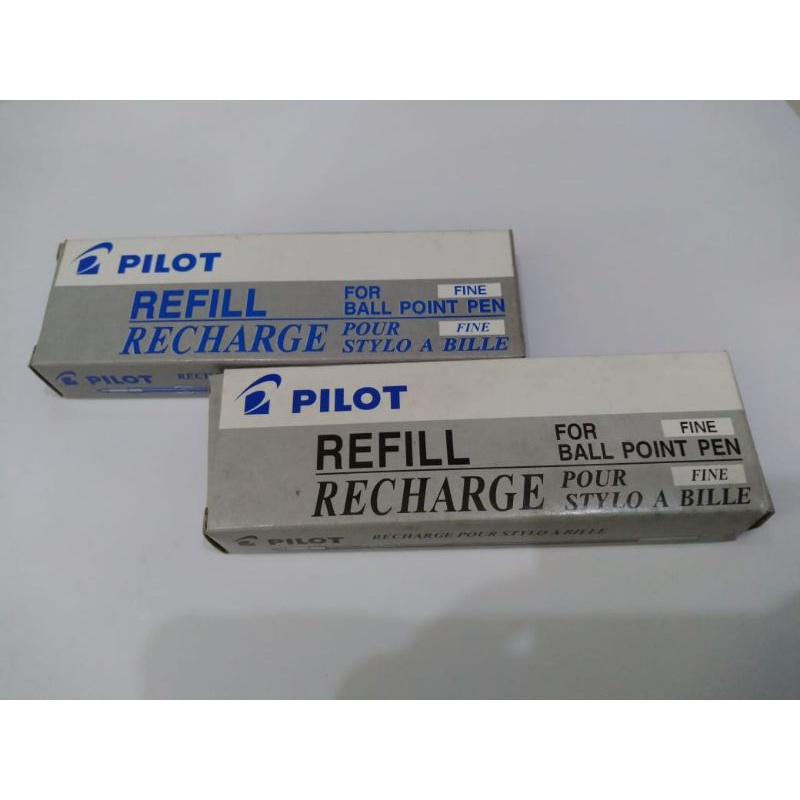 PILOT
REFILL
FOR FINE
BALL POINT PEN
RECHARGE
POUR FINE
STYLO A BILLE
PILOT
PILOT
REFILL
FOR FINE
BALL POINT PEN
RECHARGE
POUR FINE
STYLO A BILLE
PILOT RECHARGE POUR STYLO A BILLE